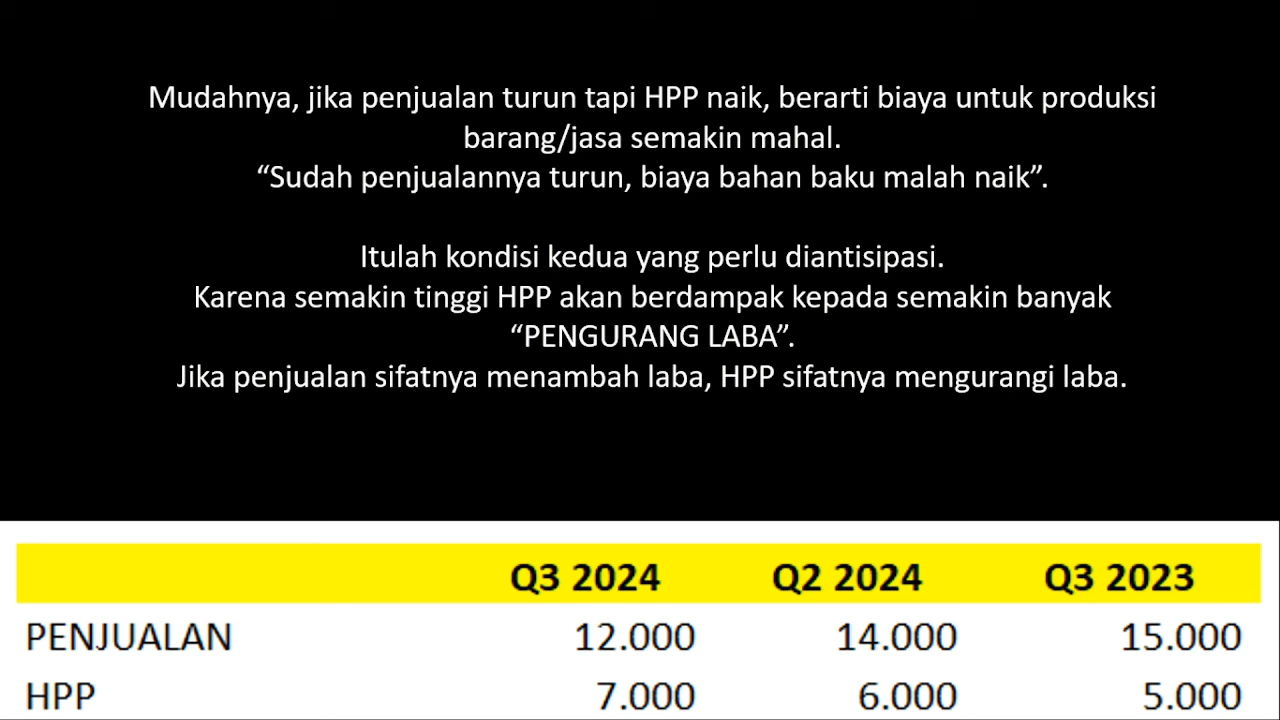 Mudahnya, jika penjualan turun tapi HPP naik, berarti biaya untuk produksi
barang/jasa semakin mahal.
“Sudah penjualannya turun, biaya bahan baku malah naik”.
Itulah kondisi kedua yang perlu diantisipasi.
Karena semakin tinggi HPP akan berdampak kepada semakin banyak
“PENGURANG LABA”.
Jika penjualan sifatnya menambah laba, HPP sifatnya mengurangi laba.
Q3 2024 Q2 2024 Q3 2023
PENJUALAN 12.000 14.000 15.000
HPP 7.000 6.000 5.000